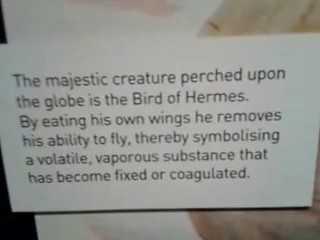 The majestic creature perched upon
the globe is the Bird of Hermes.
By eating his own wings he removes
his ability to fly, thereby symbolising
a volatile, vaporous substance that
has become fixed or coagulated.